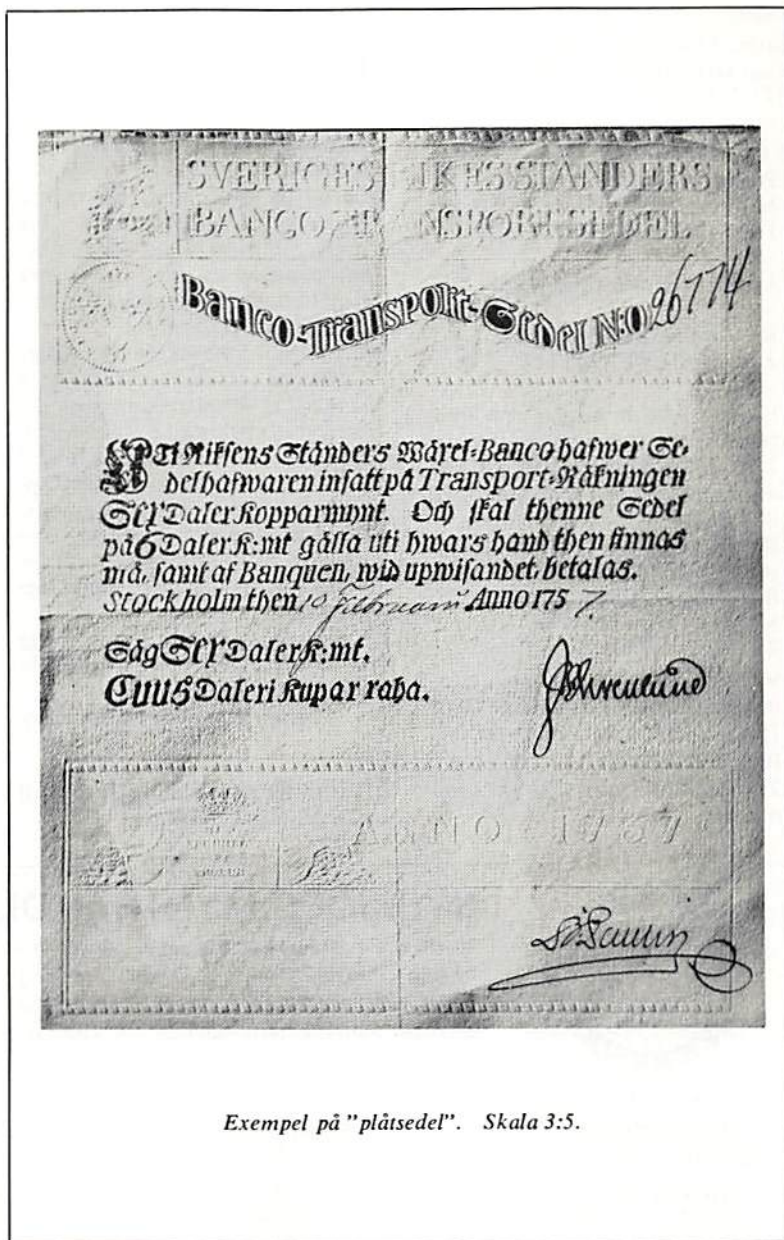 SVERIGES RIKES STÄNDERS
BANCO TRANSPORT SEDEL
Banco-Transport-Sedel N:o 26774
UTi Riksens Ständers Wäxel-Banco hafwer Se-
delhafwaren insatt på Transport-Räkningen
SEX Daler Kopparmynt. Och skal thenne Sedel
på 6 Daler K:mt gälla uti hwars hand then finnas
må, samt af Banquen, wid upwisandet, betalas.
Stockholm then 10 Februarii Anno 1757.
Säg SEX Daler K:mt.
CUUS Daleri Kupar raha.
ANNO 1757
Exempel på "plåtsedel". Skala 3:5.